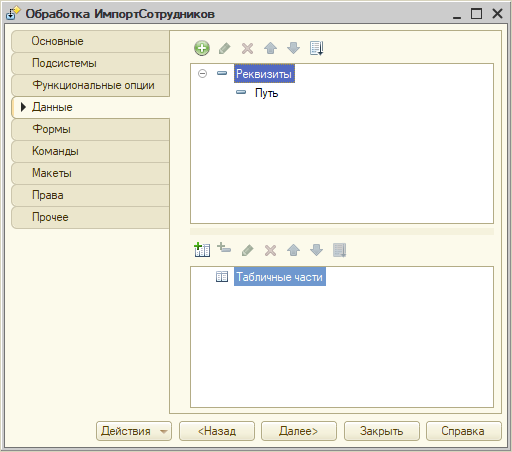 Обработка ИмпортСотрудников
Основные
Подсистемы
Функциональные опции
Данные
Формы
Команды
Макеты
Права
Прочее
Реквизиты
Путь
Табличные части
Действия
<Назад
Далее>
Закрыть
Справка